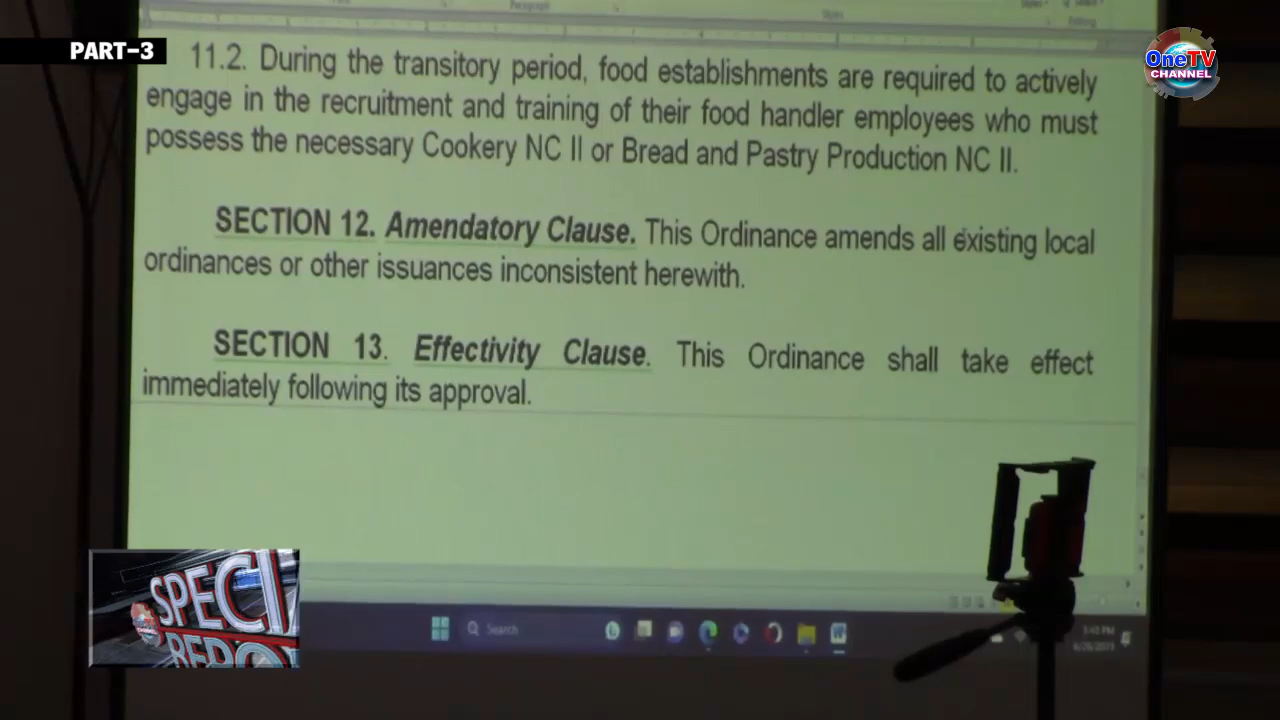 PART-3
OneTV
CHANNEL
11.2. During the transitory period, food establishments are required to actively
engage in the recruitment and training of their food handler employees who must
possess the necessary Cookery NC II or Bread and Pastry Production NC II.
SECTION 12. Amendatory Clause. This Ordinance amends all existing local
ordinances or other issuances inconsistent herewith.
SECTION 13. Effectivity Clause. This Ordinance shall take effect
immediately following its approval.
Search